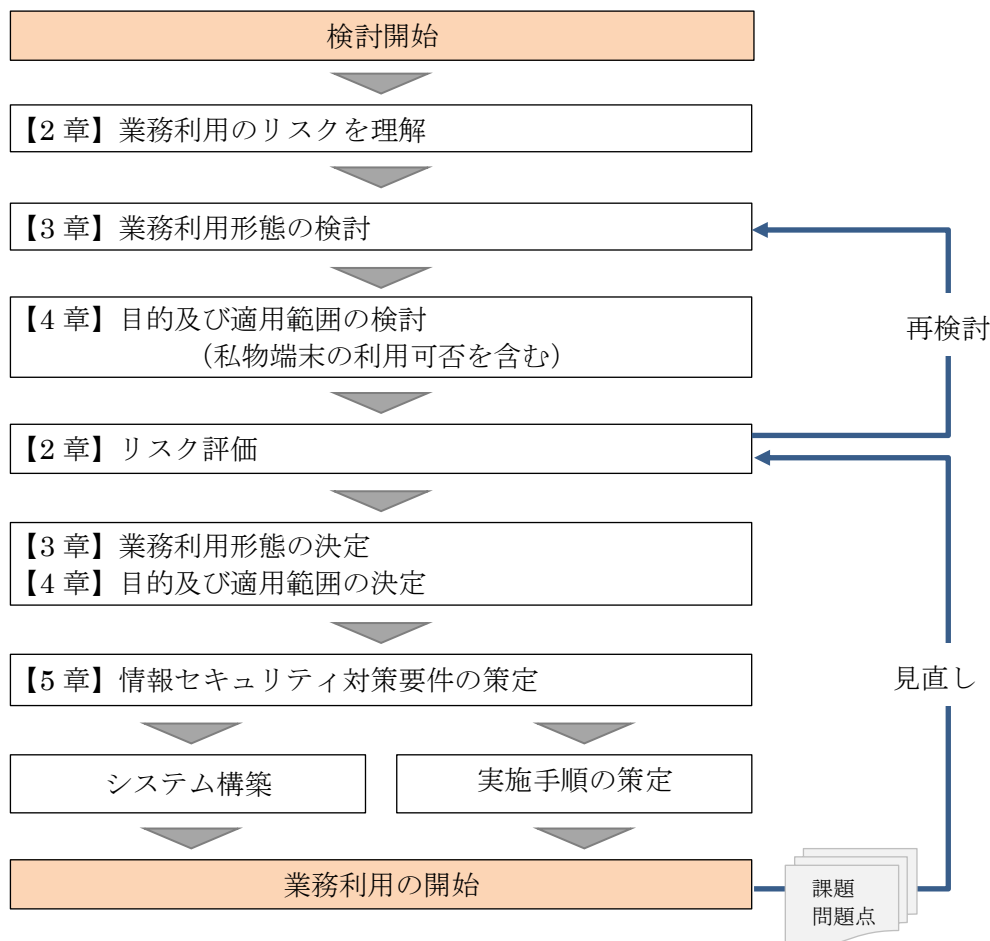 検討開始
【2 章】業務利用のリスクを理解
【3 章】業務利用形態の検討
【4 章】目的及び適用範囲の検討
（私物端末の利用可否を含む）
再検討
【2 章】リスク評価
【3 章】業務利用形態の決定
【4 章】目的及び適用範囲の決定
【5 章】情報セキュリティ対策要件の策定
見直し
システム構築
実施手順の策定
業務利用の開始
課題
問題点